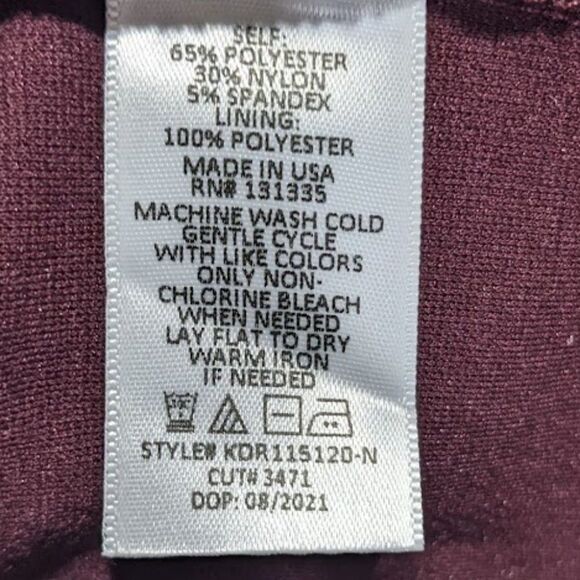 SELF:
65% POLYESTER
30% NYLON
5% SPANDEX
LINING:
100% POLYESTER
MADE IN USA
RN# 131335
MACHINE WASH COLD
GENTLE CYCLE
WITH LIKE COLORS
ONLY NON-
CHLORINE BLEACH
WHEN NEEDED
LAY FLAT TO DRY
WARM IRON
IF NEEDED
STYLE# KDR115120-N
CUT# 3471
DOP: 08/2021